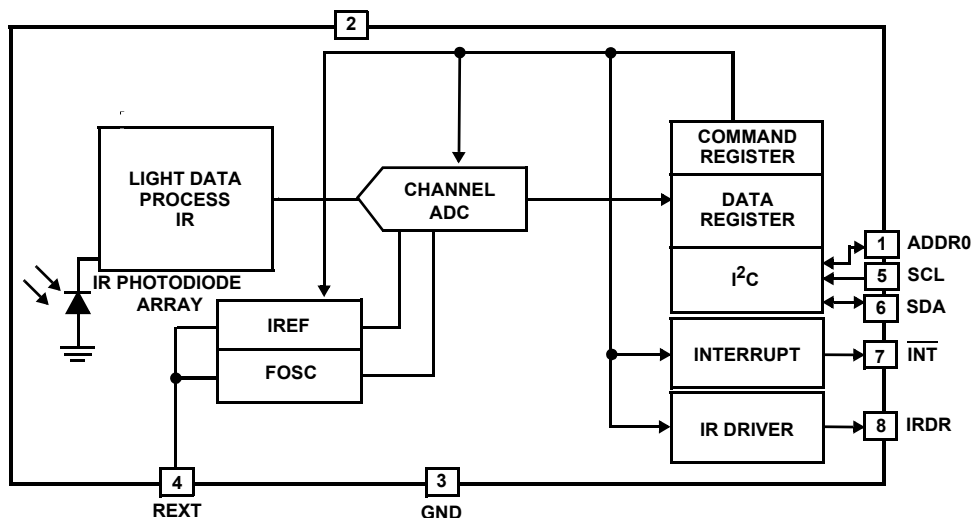 2
LIGHT DATA
PROCESS
IR
IR PHOTODIODE
ARRAY
CHANNEL
ADC
IREF
FOSC
COMMAND
REGISTER
DATA
REGISTER
I²C
INTERRUPT
IR DRIVER
1 ADDR0
5 SCL
6 SDA
7 I̅N̅T̅
8 IRDR
4
REXT
3
GND